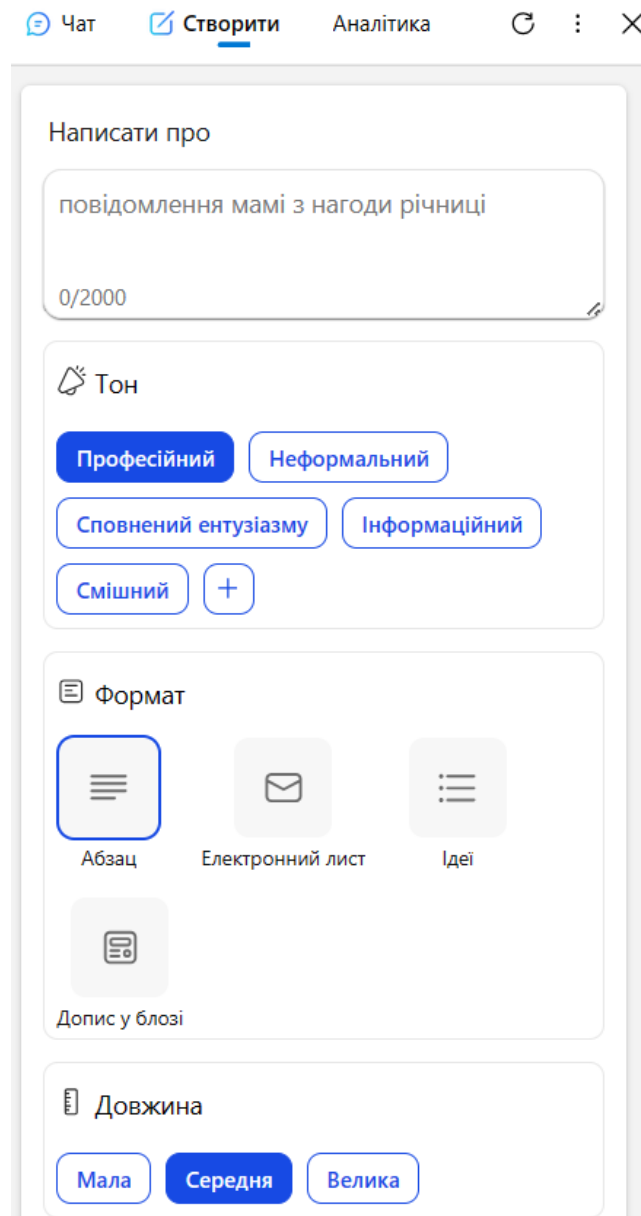 Чат Створити Аналітика
Написати про
повідомлення мамі з нагоди річниці
0/2000
Тон
Професійний Неформальний
Сповнений ентузіазму Інформаційний
Смішний +
Формат
Абзац Електронний лист Ідеї
Допис у блозі
Довжина
Мала Середня Велика